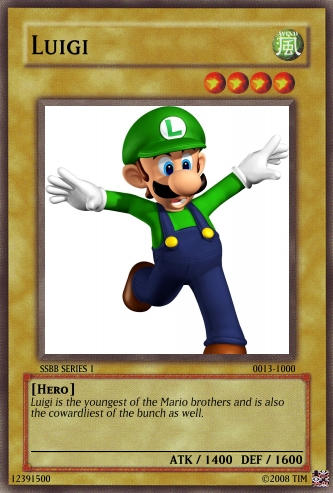 LUIGI
WIND
風
L
SSBB SERIES 1 0013-1000
[HERO]
Luigi is the youngest of the Mario brothers and is also
the cowardliest of the bunch as well.
ATK / 1400 DEF / 1600
12391500 ©2008 TIM